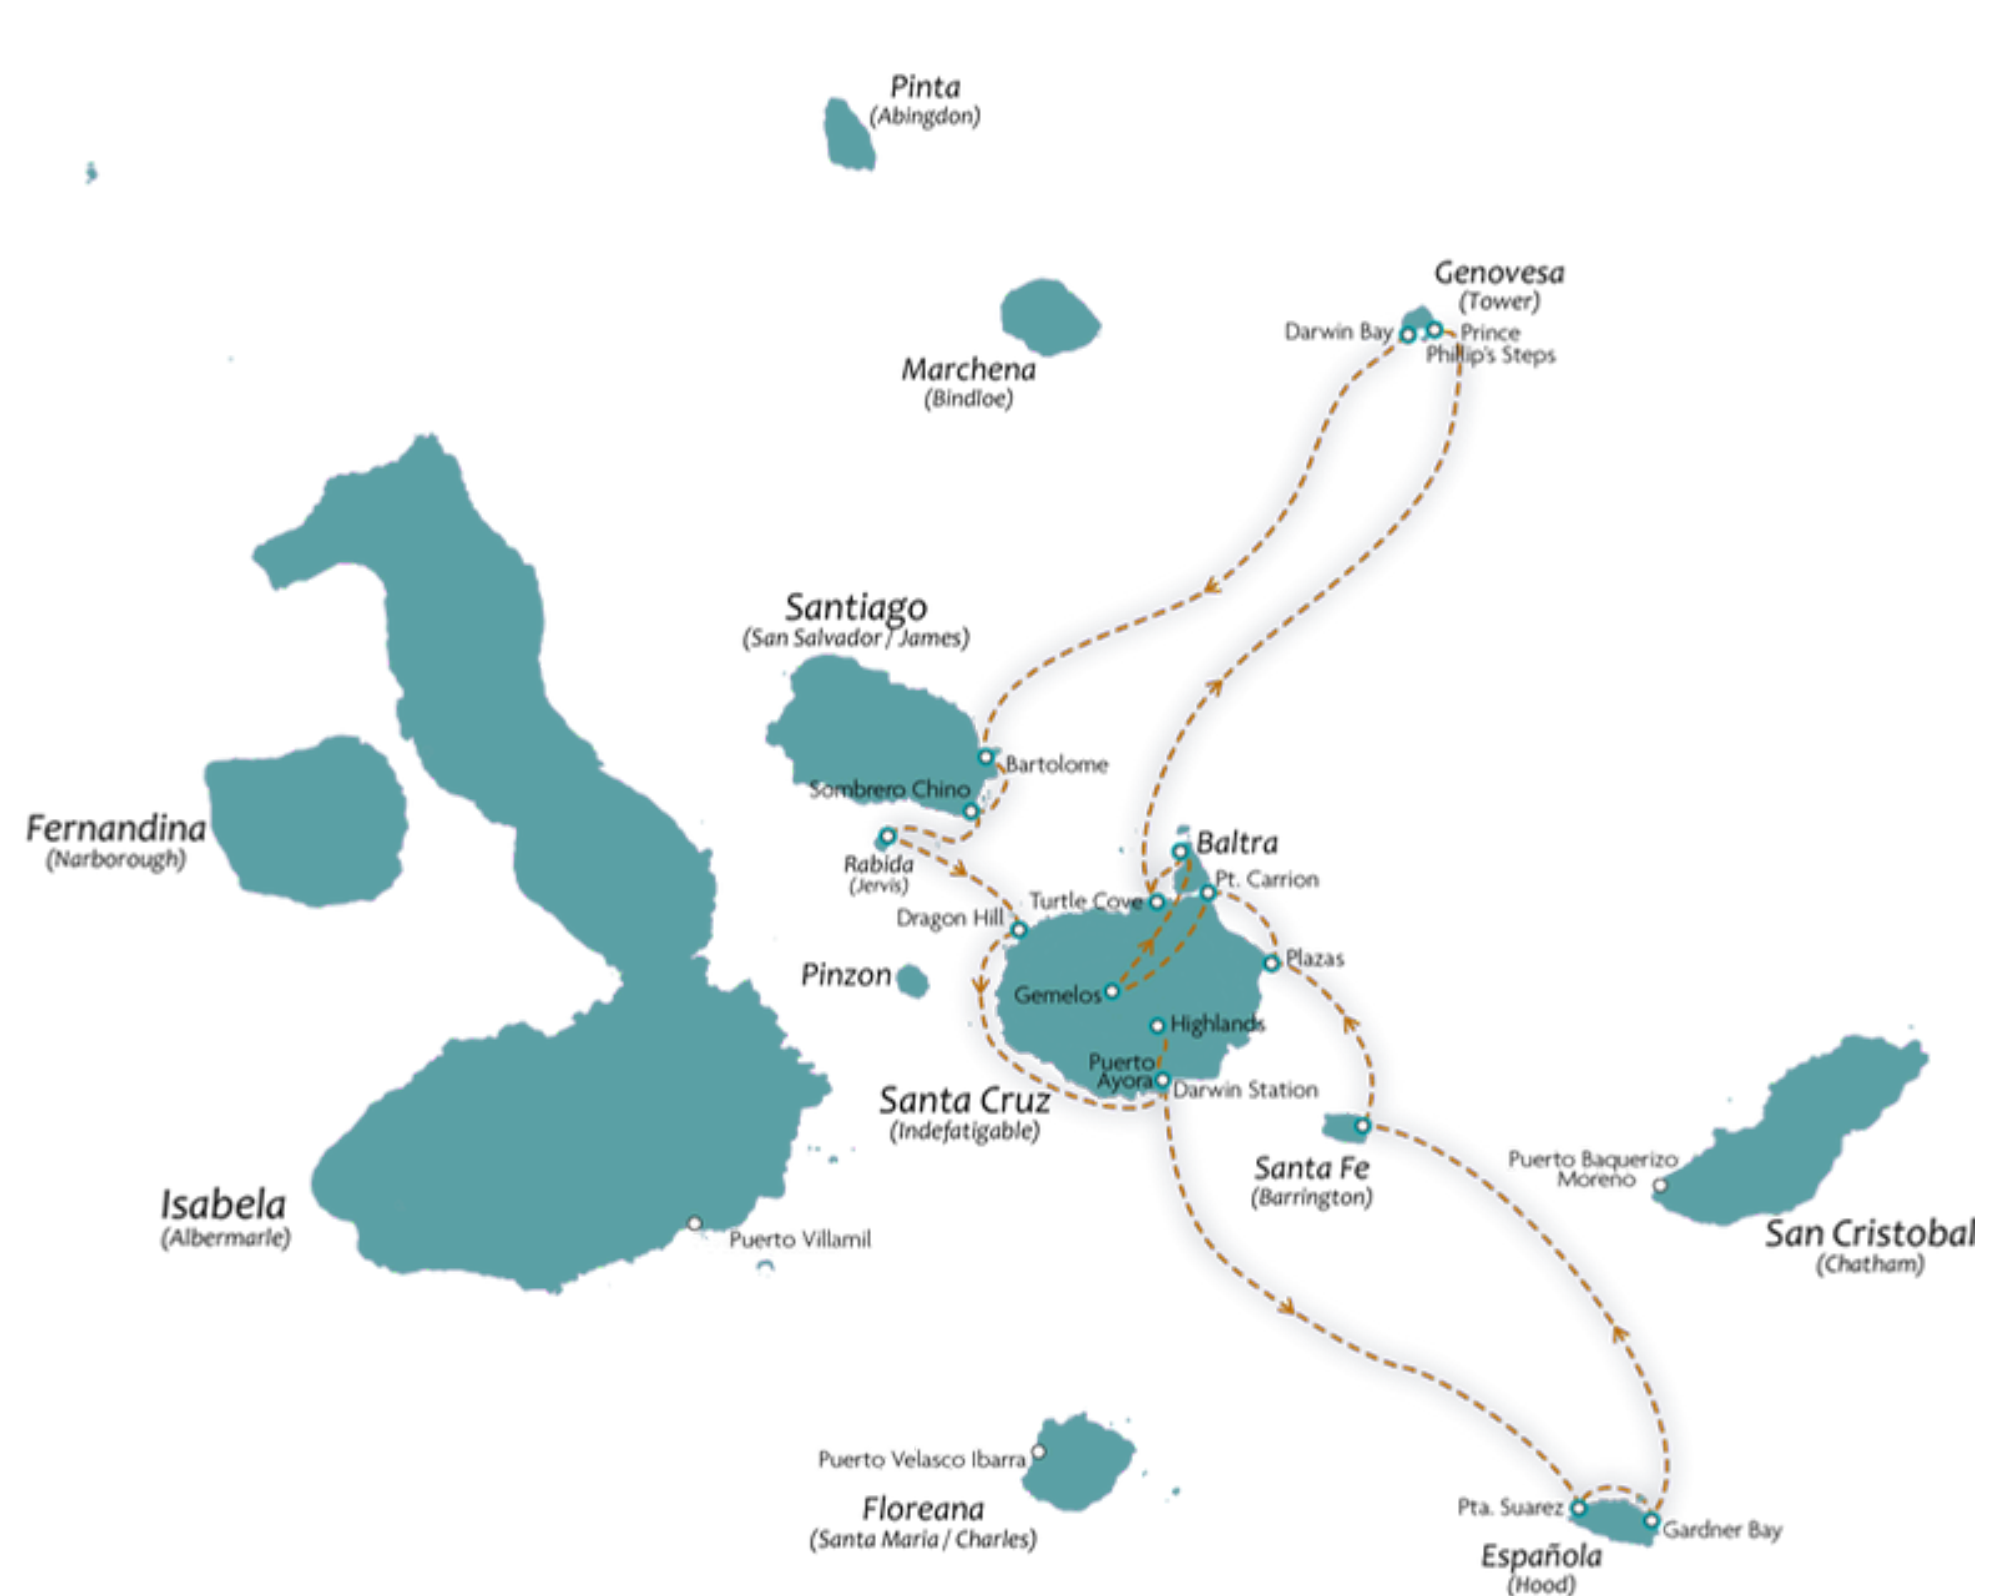 Pinta
(Abingdon)
Genovesa
(Tower)
Darwin Bay
Prince
Phillip's Steps
Marchena
(Bindloe)
Santiago
(San Salvador / James)
Bartolome
Sombrero Chino
Fernandina
(Narborough)
Rabida
(Jervis)
Baltra
Pt. Carrion
Turtle Cove
Dragon Hill
Plazas
Pinzon
Gemelos
Highlands
Puerto
Ayora
Darwin Station
Santa Cruz
(Indefatigable)
Santa Fe
(Barrington)
Puerto Baquerizo
Moreno
San Cristobal
(Chatham)
Isabela
(Albermarle)
Puerto Villamil
Puerto Velasco Ibarra
Floreana
(Santa Maria / Charles)
Pta. Suarez
Gardner Bay
Española
(Hood)